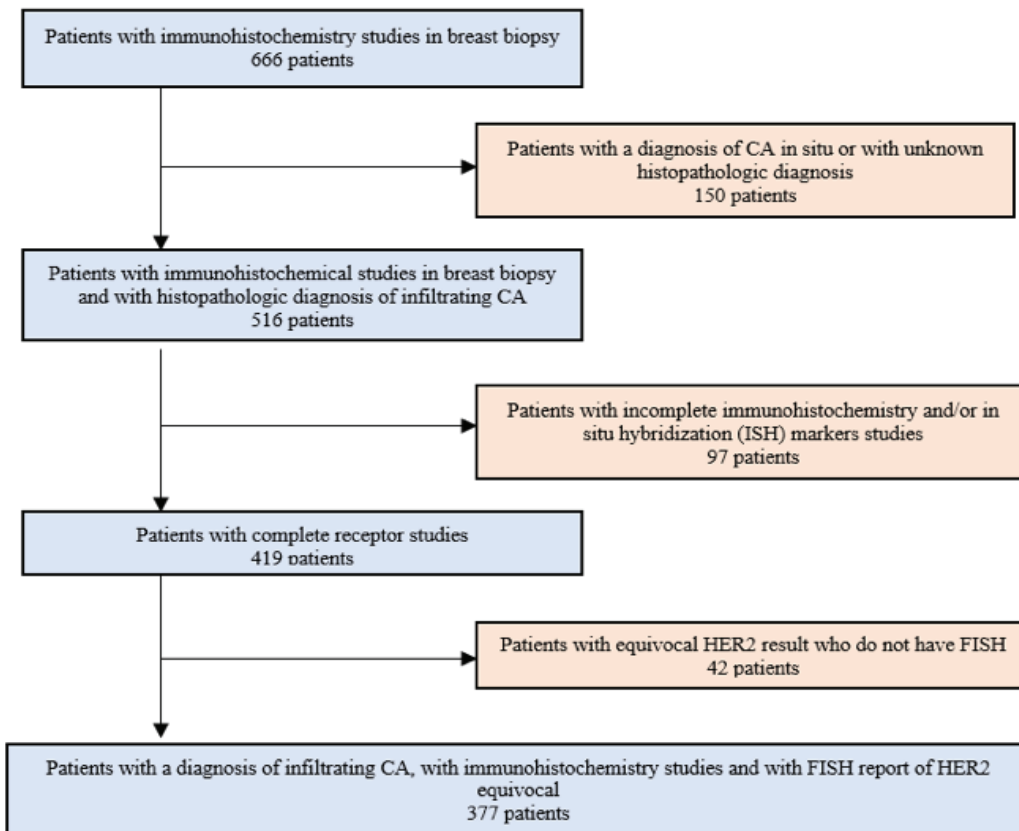 Patients with immunohistochemistry studies in breast biopsy
666 patients
Patients with a diagnosis of CA in situ or with unknown
histopathologic diagnosis
150 patients
Patients with immunohistochemical studies in breast biopsy
and with histopathologic diagnosis of infiltrating CA
516 patients
Patients with incomplete immunohistochemistry and/or in
situ hybridization (ISH) markers studies
97 patients
Patients with complete receptor studies
419 patients
Patients with equivocal HER2 result who do not have FISH
42 patients
Patients with a diagnosis of infiltrating CA, with immunohistochemistry studies and with FISH report of HER2
equivocal
377 patients